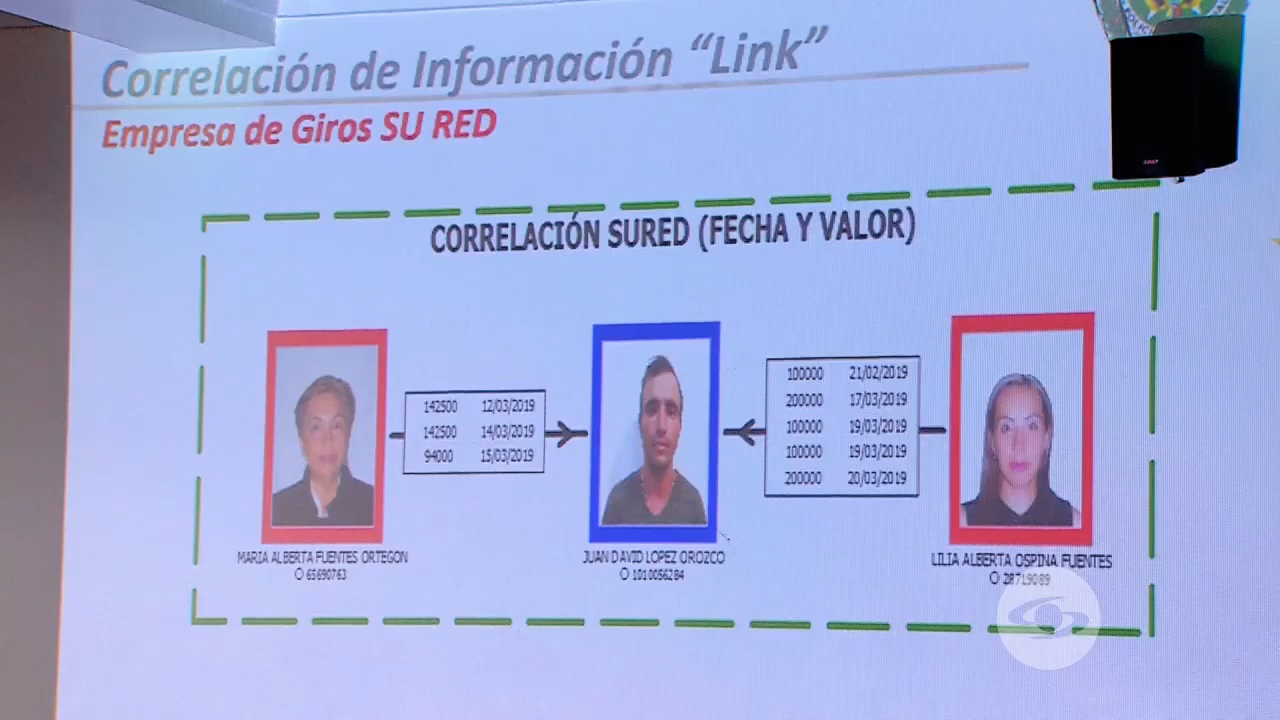 Correlación de Información “Link”
Empresa de Giros SU RED
CORRELACIÓN SURED (FECHA Y VALOR)
142500 12/03/2019
142500 14/03/2019
94000 15/03/2019
100000 21/02/2019
200000 17/03/2019
100000 19/03/2019
100000 19/03/2019
200000 20/03/2019
MARIA ALBERTA FUENTES ORTEGON
65690763
JUAN DAVID LOPEZ OROZCO
1010056284
LILIA ALBERTA OSPINA FUENTES
28719089